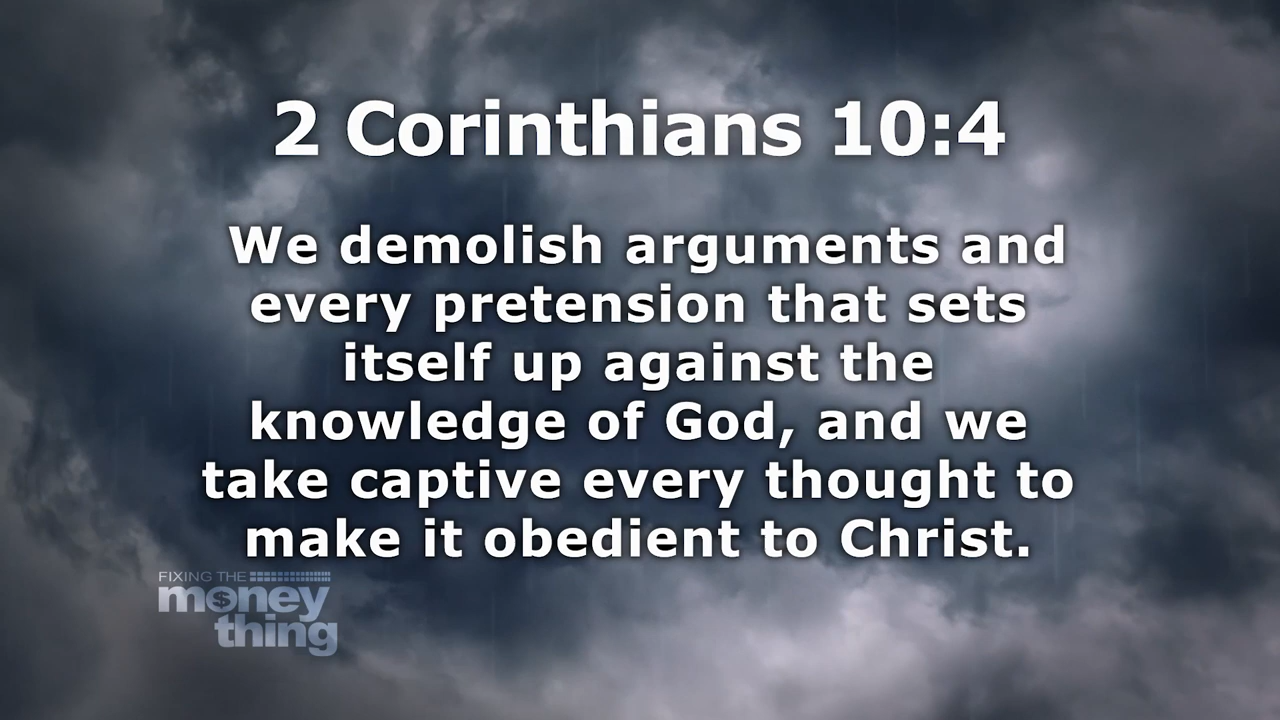 2 Corinthians 10:4
We demolish arguments and
every pretension that sets
itself up against the
knowledge of God, and we
take captive every thought to
make it obedient to Christ.
FIXING THE
money
thing